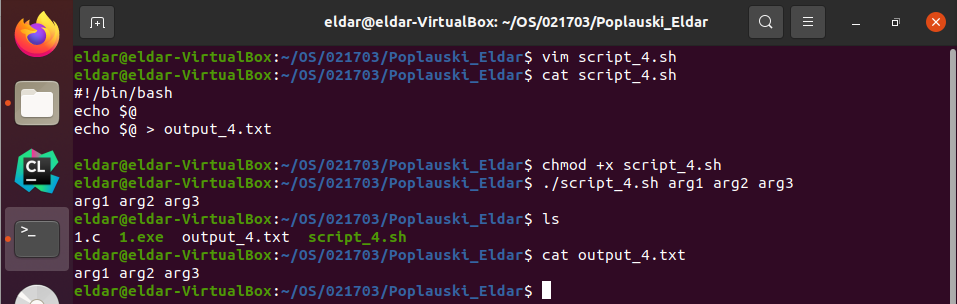 eldar@eldar-VirtualBox: ~/OS/021703/Poplauski_Eldar
eldar@eldar-VirtualBox:~/OS/021703/Poplauski_Eldar$ vim script_4.sh
eldar@eldar-VirtualBox:~/OS/021703/Poplauski_Eldar$ cat script_4.sh
#!/bin/bash
echo $@
echo $@ > output_4.txt
eldar@eldar-VirtualBox:~/OS/021703/Poplauski_Eldar$ chmod +x script_4.sh
eldar@eldar-VirtualBox:~/OS/021703/Poplauski_Eldar$ ./script_4.sh arg1 arg2 arg3
arg1 arg2 arg3
eldar@eldar-VirtualBox:~/OS/021703/Poplauski_Eldar$ ls
1.c 1.exe output_4.txt script_4.sh
eldar@eldar-VirtualBox:~/OS/021703/Poplauski_Eldar$ cat output_4.txt
arg1 arg2 arg3
eldar@eldar-VirtualBox:~/OS/021703/Poplauski_Eldar$
CL
>_